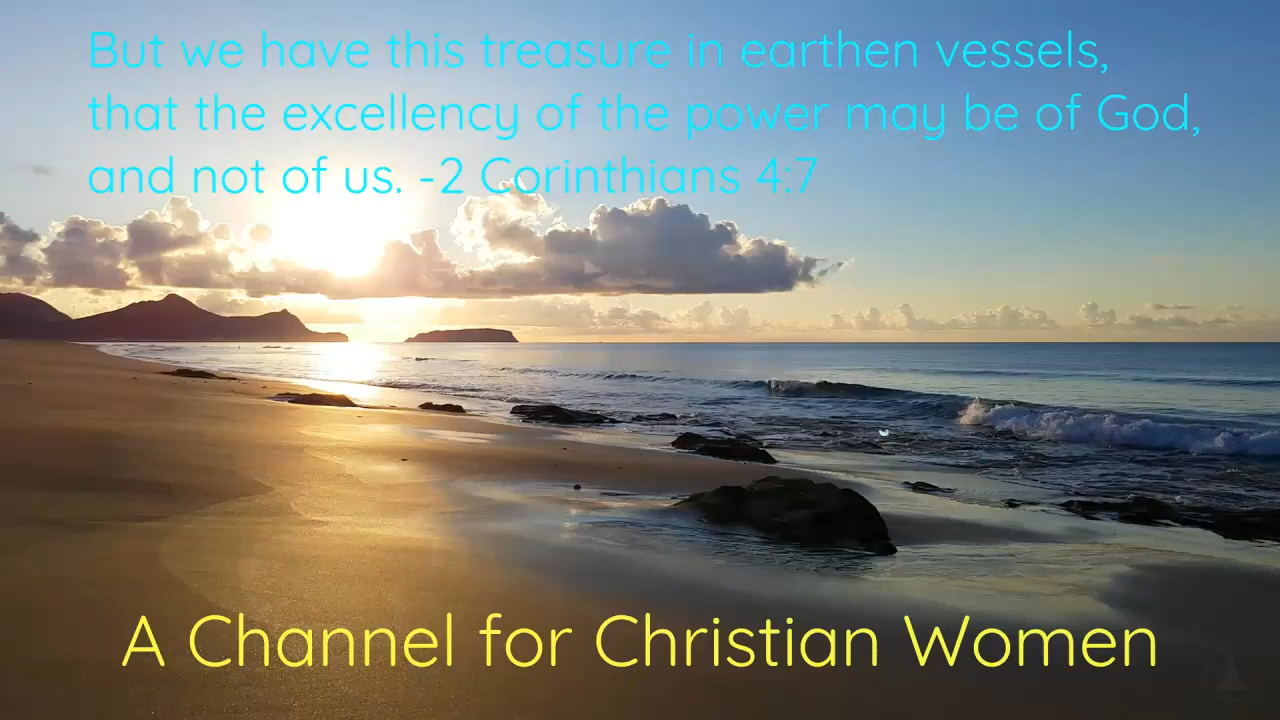 But we have this treasure in earthen vessels,
that the excellency of the power may be of God,
and not of us. -2 Corinthians 4:7
A Channel for Christian Women